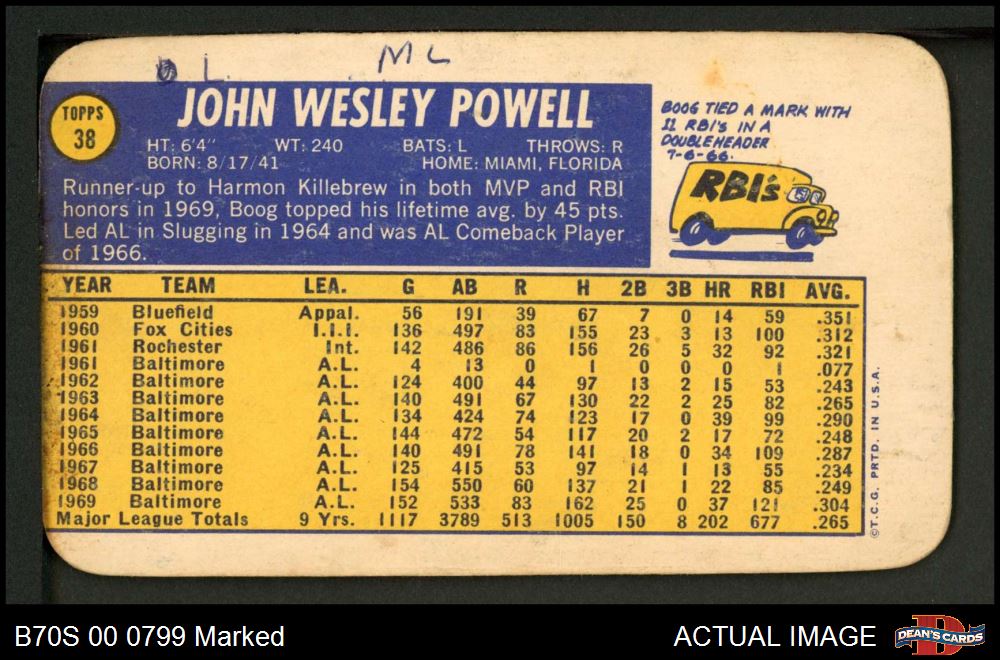 L ML
TOPPS
38
JOHN WESLEY POWELL
HT: 6'4" WT: 240 BATS: L THROWS: R
BORN: 8/17/41 HOME: MIAMI, FLORIDA
Runner-up to Harmon Killebrew in both MVP and RBI
honors in 1969, Boog topped his lifetime avg. by 45 pts.
Led AL in Slugging in 1964 and was AL Comeback Player
of 1966.
BOOG TIED A MARK WITH
11 RBI's IN A
DOUBLEHEADER
7-6-66.
RBI's
YEAR TEAM LEA. G AB R H 2B 3B HR RBI AVG.
1959 Bluefield Appal. 56 191 39 67 7 0 14 59 .351
1960 Fox Cities I.I.I. 136 497 83 155 23 3 13 100 .312
1961 Rochester Int. 142 486 86 156 26 5 32 92 .321
1961 Baltimore A.L. 4 13 0 1 0 0 0 1 .077
1962 Baltimore A.L. 124 400 44 97 13 2 15 53 .243
1963 Baltimore A.L. 140 491 67 130 22 2 25 82 .265
1964 Baltimore A.L. 134 424 74 123 17 0 39 99 .290
1965 Baltimore A.L. 144 472 54 117 20 2 17 72 .248
1966 Baltimore A.L. 140 491 78 141 18 0 34 109 .287
1967 Baltimore A.L. 125 415 53 97 14 1 13 55 .234
1968 Baltimore A.L. 154 550 60 137 21 1 22 85 .249
1969 Baltimore A.L. 152 533 83 162 25 0 37 121 .304
Major League Totals 9 Yrs. 1117 3789 513 1005 150 8 202 677 .265
©T.C.G. PRTD. IN U.S.A.
B70S 00 0799 Marked
ACTUAL IMAGE
DEAN'S CARDS